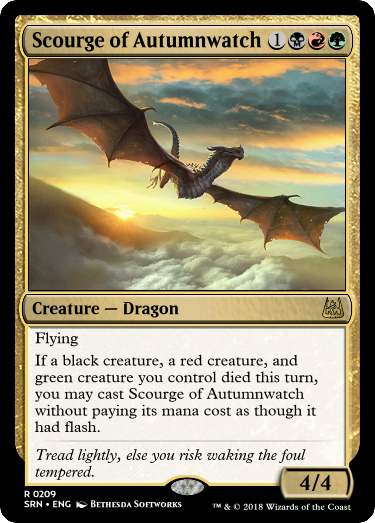 Scourge of Autumnwatch 1
Creature — Dragon
Flying
If a black creature, a red creature, and
green creature you control died this turn,
you may cast Scourge of Autumnwatch
without paying its mana cost as though it
had flash.
Tread lightly, else you risk waking the foul
tempered.
4/4
R 0209
SRN • ENG Bethesda Softworks
™ & © 2018 Wizards of the Coast